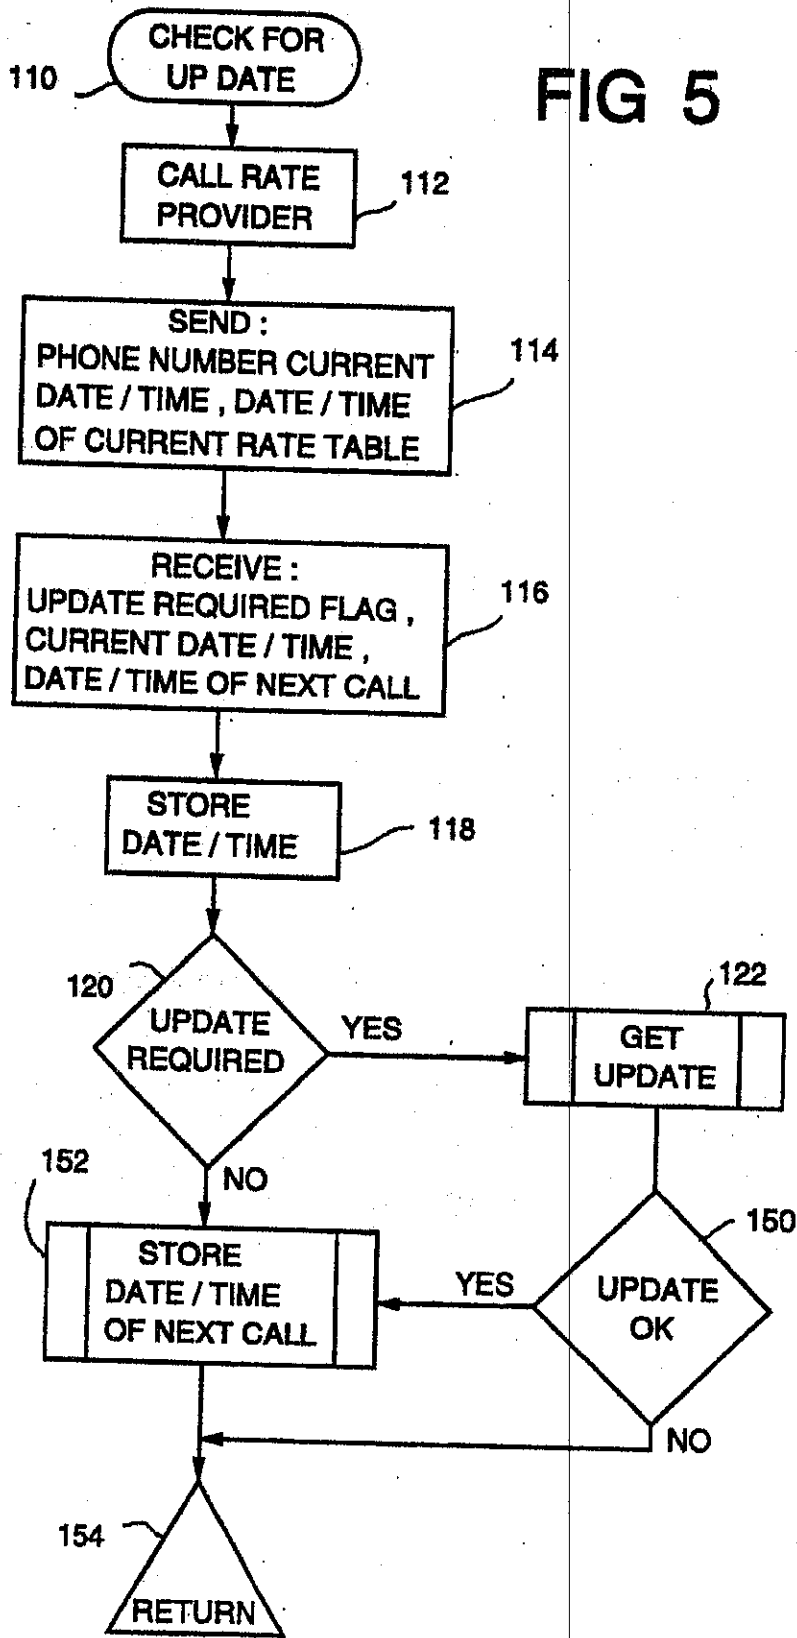 CHECK FOR
UP DATE
110
FIG 5
CALL RATE
PROVIDER
112
SEND :
PHONE NUMBER CURRENT
DATE / TIME , DATE / TIME
OF CURRENT RATE TABLE
114
RECEIVE :
UPDATE REQUIRED FLAG ,
CURRENT DATE / TIME ,
DATE / TIME OF NEXT CALL
116
STORE
DATE / TIME
118
120
UPDATE
REQUIRED
YES
122
GET
UPDATE
NO
152
STORE
DATE / TIME
OF NEXT CALL
YES
150
UPDATE
OK
NO
154
RETURN